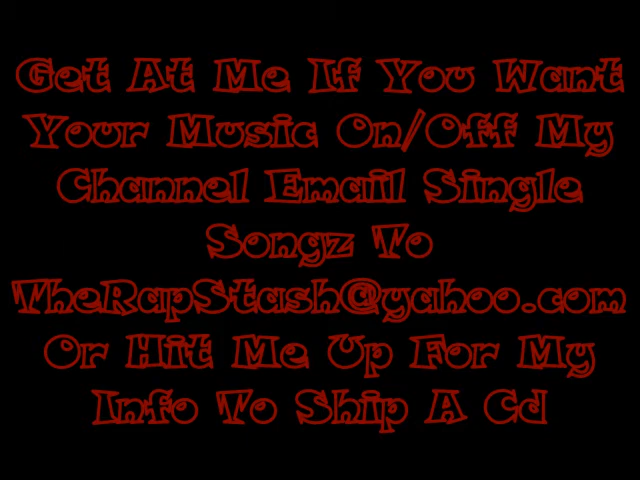 Get At Me If You Want
Your Music On/Off My
Channel Email Single
Songz To
TheRapStash@yahoo.com
Or Hit Me Up For My
Info To Ship A Cd